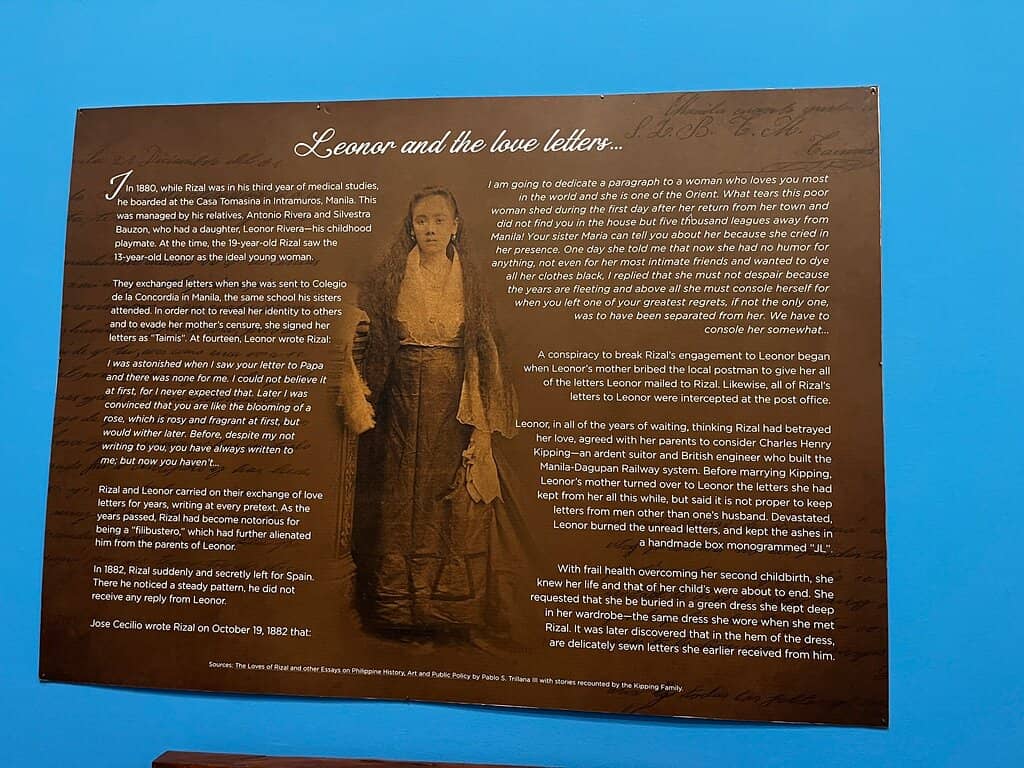 Leonor and the love letters...
In 1880, while Rizal was in his third year of medical studies,
he boarded at the Casa Tomasina in Intramuros, Manila. This
was managed by his relatives, Antonio Rivera and Silvestra
Bauzon, who had a daughter, Leonor Rivera—his childhood
playmate. At the time, the 19-year-old Rizal saw the
13-year-old Leonor as the ideal young woman.
They exchanged letters when she was sent to Colegio
de la Concordia in Manila, the same school his sisters
attended. In order not to reveal her identity to others
and to evade her mother's censure, she signed her
letters as "Taimis". At fourteen, Leonor wrote Rizal:
I was astonished when I saw your letter to Papa
and there was none for me. I could not believe it
at first, for I never expected that. Later I was
convinced that you are like the blooming of a
rose, which is rosy and fragrant at first, but
would wither later. Before, despite my not
writing to you, you have always written to
me; but now you haven't...
Rizal and Leonor carried on their exchange of love
letters for years, writing at every pretext. As the
years passed, Rizal had become notorious for
being a "filibustero," which had further alienated
him from the parents of Leonor.
In 1882, Rizal suddenly and secretly left for Spain.
There he noticed a steady pattern, he did not
receive any reply from Leonor.
Jose Cecilio wrote Rizal on October 19, 1882 that:
I am going to dedicate a paragraph to a woman who loves you most
in the world and she is one of the Orient. What tears this poor
woman shed during the first day after her return from her town and
did not find you in the house but five thousand leagues away from
Manila! Your sister Maria can tell you about her because she cried in
her presence. One day she told me that now she had no humor for
anything, not even for her most intimate friends and wanted to dye
all her clothes black, I replied that she must not despair because
the years are fleeting and above all she must console herself for
when you left one of your greatest regrets, if not the only one,
was to have been separated from her. We have to
console her somewhat...
A conspiracy to break Rizal's engagement to Leonor began
when Leonor's mother bribed the local postman to give her all
of the letters Leonor mailed to Rizal. Likewise, all of Rizal's
letters to Leonor were intercepted at the post office.
Leonor, in all of the years of waiting, thinking Rizal had betrayed
her love, agreed with her parents to consider Charles Henry
Kipping—an ardent suitor and British engineer who built the
Manila-Dagupan Railway system. Before marrying Kipping,
Leonor's mother turned over to Leonor the letters she had
kept from her all this while, but said it is not proper to keep
letters from men other than one's husband. Devastated,
Leonor burned the unread letters, and kept the ashes in
a handmade box monogrammed "JL".
With frail health overcoming her second childbirth, she
knew her life and that of her child's were about to end. She
requested that she be buried in a green dress she kept deep
in her wardrobe—the same dress she wore when she met
Rizal. It was later discovered that in the hem of the dress,
are delicately sewn letters she earlier received from him.
Sources: The Loves of Rizal and other Essays on Philippine History, Art and Public Policy by Pablo S. Trillana III with stories recounted by the Kipping Family.